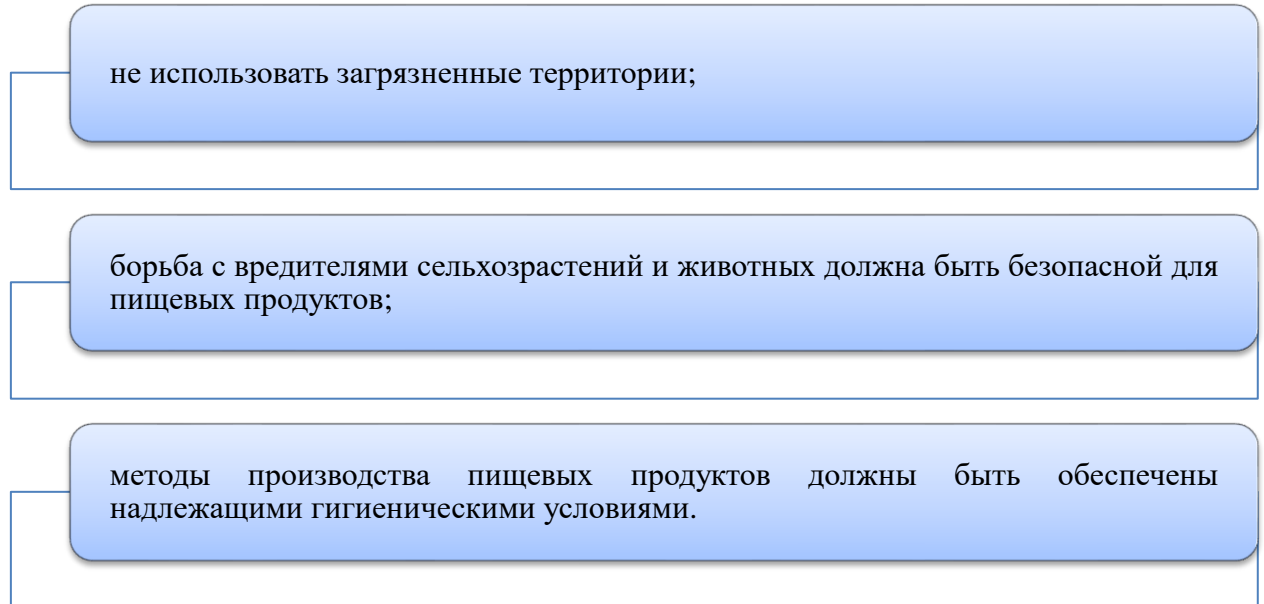 не использовать загрязненные территории;
борьба с вредителями сельхозрастений и животных должна быть безопасной для
пищевых продуктов;
методы производства пищевых продуктов должны быть обеспечены
надлежащими гигиеническими условиями.